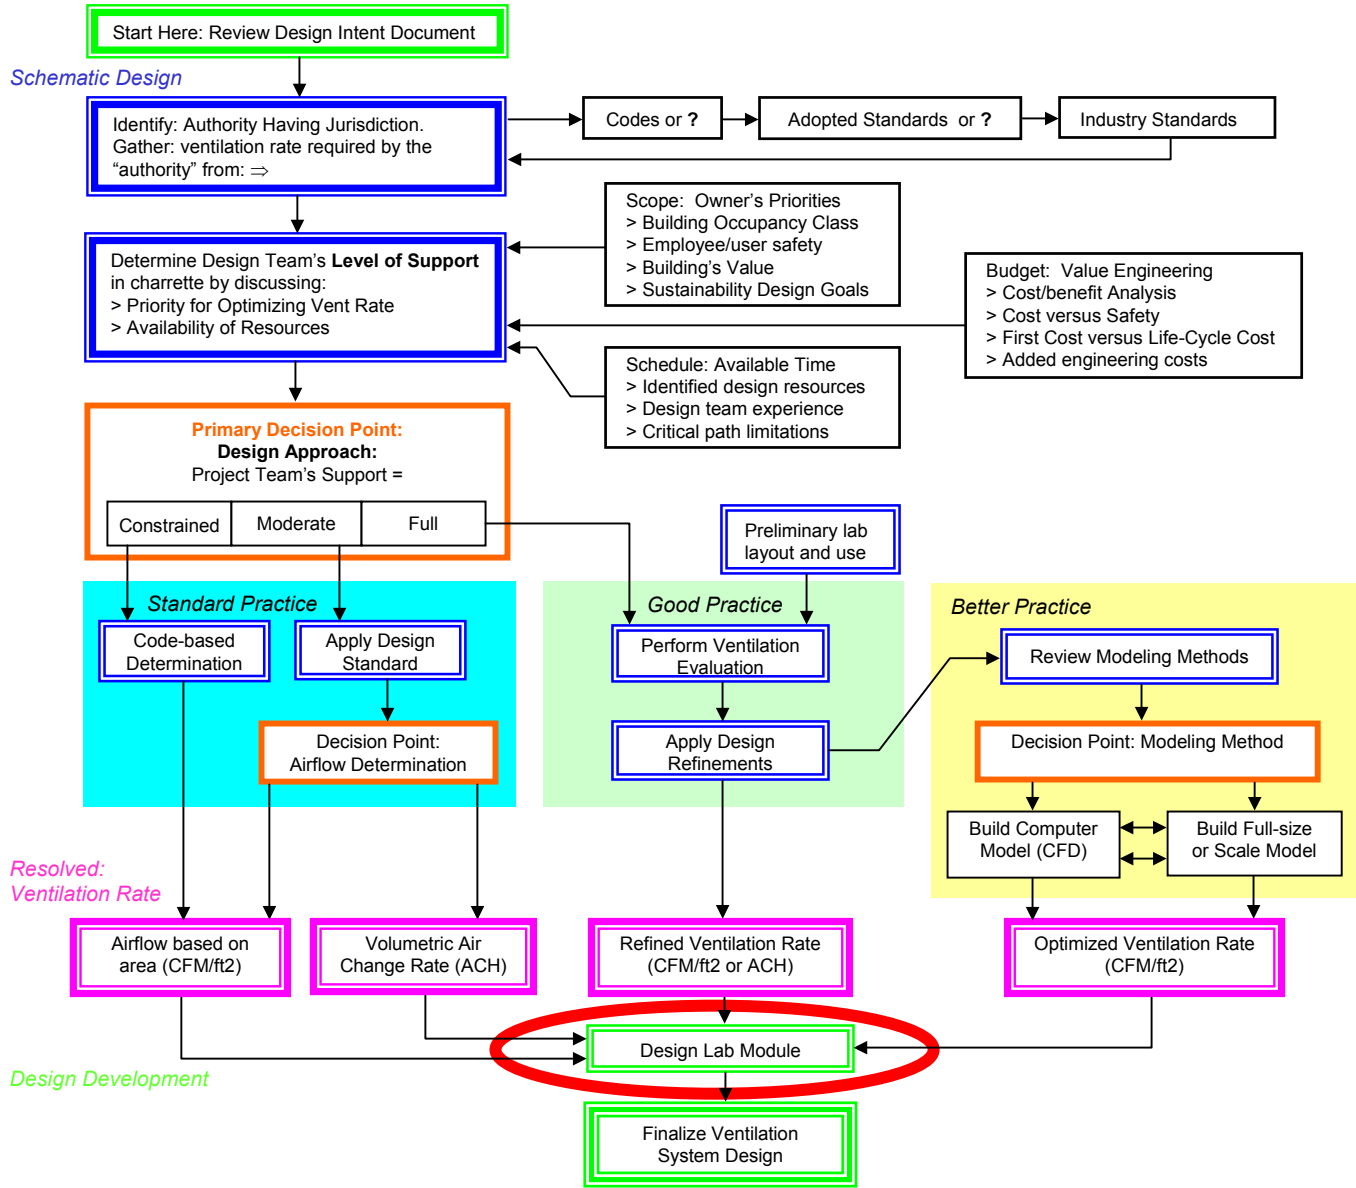 Start Here: Review Design Intent Document
Schematic Design
Identify: Authority Having Jurisdiction.
Gather: ventilation rate required by the
“authority” from: ⇒
Codes or ?
Adopted Standards or ?
Industry Standards
Scope: Owner’s Priorities
> Building Occupancy Class
> Employee/user safety
> Building’s Value
> Sustainability Design Goals
Determine Design Team’s Level of Support
in charrette by discussing:
> Priority for Optimizing Vent Rate
> Availability of Resources
Budget: Value Engineering
> Cost/benefit Analysis
> Cost versus Safety
> First Cost versus Life-Cycle Cost
> Added engineering costs
Schedule: Available Time
> Identified design resources
> Design team experience
> Critical path limitations
Primary Decision Point:
Design Approach:
Project Team’s Support =
Constrained
Moderate
Full
Preliminary lab
layout and use
Standard Practice
Good Practice
Better Practice
Code-based
Determination
Apply Design
Standard
Perform Ventilation
Evaluation
Review Modeling Methods
Decision Point:
Airflow Determination
Apply Design
Refinements
Decision Point: Modeling Method
Build Computer
Model (CFD)
Build Full-size
or Scale Model
Resolved:
Ventilation Rate
Airflow based on
area (CFM/ft2)
Volumetric Air
Change Rate (ACH)
Refined Ventilation Rate
(CFM/ft2 or ACH)
Optimized Ventilation Rate
(CFM/ft2)
Design Lab Module
Design Development
Finalize Ventilation
System Design